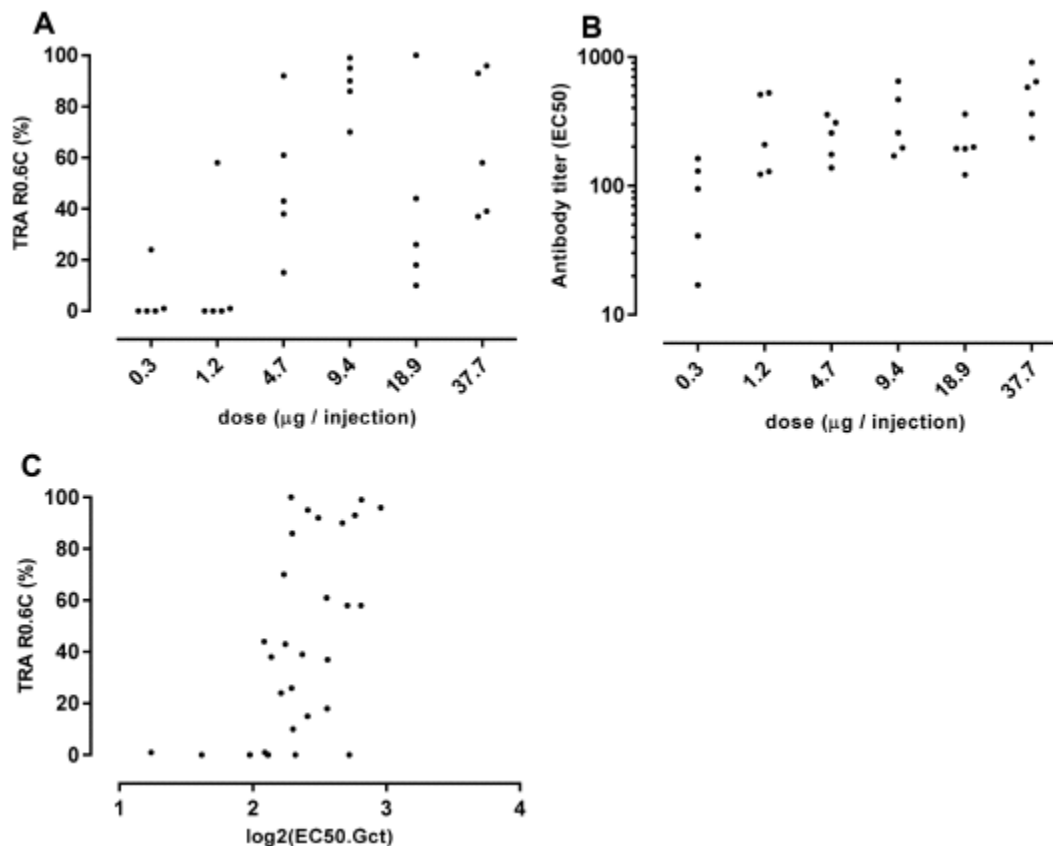 A
TRA R0.6C (%)
100
80
60
40
20
0
0.3 1.2 4.7 9.4 18.9 37.7
dose (μg / injection)
B
Antibody titer (EC50)
1000
100
10
0.3 1.2 4.7 9.4 18.9 37.7
dose (μg / injection)
C
TRA R0.6C (%)
100
80
60
40
20
0
1 2 3 4
log2(EC50.Gct)